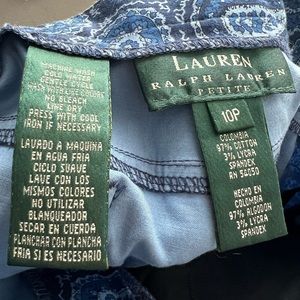 MACHINE WASH
COLD WATER
GENTLE CYCLE
WASH WITH LIKE COLORS
NO BLEACH
LINE DRY
PRESS WITH COOL
IRON IF NECESSARY
LAVADO A MAQUINA
EN AGUA FRIA
CICLO SUAVE
LAVE CON LOS
MISMOS COLORES
NO UTILIZAR
BLANQUEADOR
SECAR EN CUERDA
PLANCHAR CON PLANCHA
FRIA SI ES NECESARIO
LAUREN
RALPH LAUREN
PETITE
10P
COLOMBIA
97% COTTON
3% LYCRA
SPANDEX
RN 56050
HECHO EN
COLOMBIA
97% ALGODON
3% LYCRA
SPANDEX